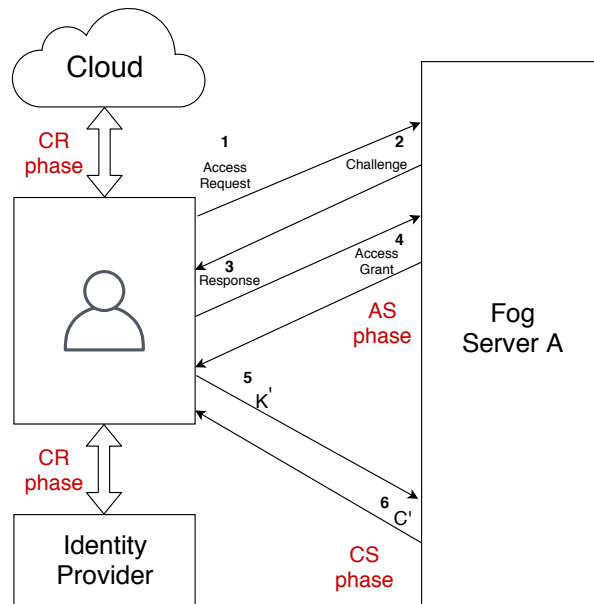 Cloud
CR
phase
1
Access
Request
2
Challenge
3
Response
4
Access
Grant
AS
phase
Fog
Server A
5
K'
CR
phase
6
C'
CS
phase
Identity
Provider